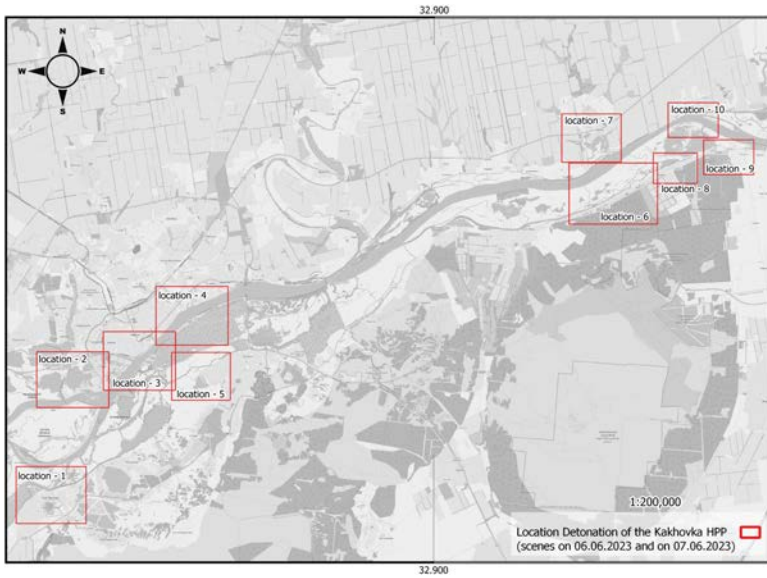 32.900
N
W E
S
location - 10
location - 7
location - 9
location - 8
location - 6
location - 4
location - 2
location - 3
location - 5
location - 1
1:200,000
Location Detonation of the Kakhovka HPP
(scenes on 06.06.2023 and on 07.06.2023)
32.900